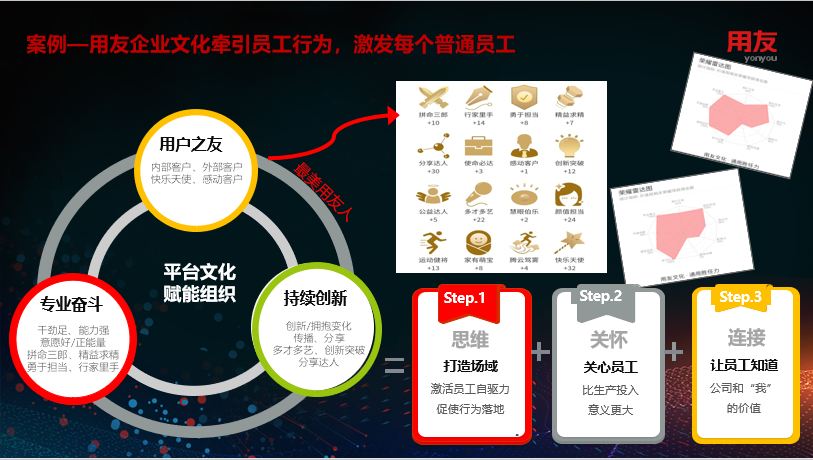 案例—用友企业文化牵引员工行为，激发每个普通员工
用友
yonyou
用户之友
内部客户、外部客户
快乐天使、感动客户
最美用友人
平台文化
赋能组织
专业奋斗
干劲足、能力强
意愿好/正能量
拼命三郎、精益求精
勇于担当、行家里手
持续创新
创新/拥抱变化
传播、分享
多才多艺、创新突破
分享达人
拼命三郎 行家里手 勇于担当 精益求精
+10 +14 +8 +7
分享达人 使命必达 感动客户 创新突破
+30 +3 +1 +12
公益达人 多才多艺 慧眼伯乐 颜值担当
+5 +22 +2 +24
运动健将 家有萌宝 腾云驾雾 快乐天使
+13 +8 +4 +32
荣耀雷达图
用友文化 · 通用胜任力
荣耀雷达图
用友文化 · 通用胜任力
=
Step.1
思维
打造场域
激活员工自驱力
促使行为落地
+
Step.2
关怀
关心员工
比生产投入
意义更大
+
Step.3
连接
让员工知道
公司和“我”
的价值